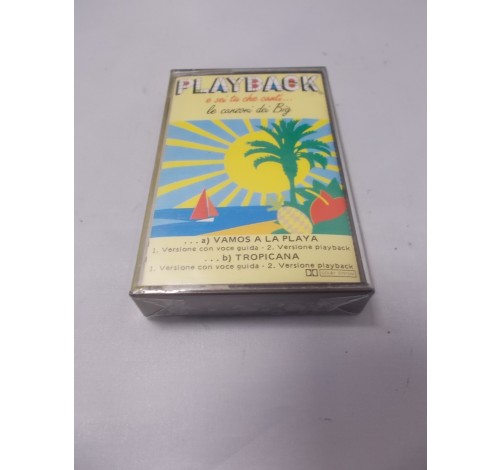 PLAYBACK
e sei tu che canti...
le canzoni dei Big
...a) VAMOS A LA PLAYA
1. Versione con voce guida - 2. Versione playback
...b) TROPICANA
1. Versione con voce guida - 2. Versione playback